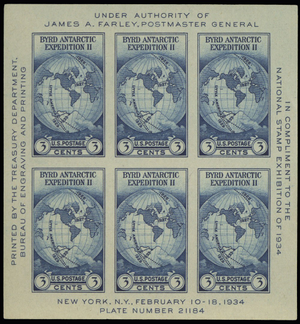 UNDER AUTHORITY OF
JAMES A. FARLEY, POSTMASTER GENERAL
PRINTED BY THE TREASURY DEPARTMENT,
BUREAU OF ENGRAVING AND PRINTING
BYRD ANTARCTIC
EXPEDITION II
U.S. POSTAGE
3 3
CENTS
BYRD ANTARCTIC
EXPEDITION II
U.S. POSTAGE
3 3
CENTS
BYRD ANTARCTIC
EXPEDITION II
U.S. POSTAGE
3 3
CENTS
BYRD ANTARCTIC
EXPEDITION II
U.S. POSTAGE
3 3
CENTS
BYRD ANTARCTIC
EXPEDITION II
U.S. POSTAGE
3 3
CENTS
BYRD ANTARCTIC
EXPEDITION II
U.S. POSTAGE
3 3
CENTS
IN COMPLIMENT TO THE
NATIONAL STAMP EXHIBITION OF 1934
NEW YORK, N.Y., FEBRUARY 10-18, 1934
PLATE NUMBER 21184